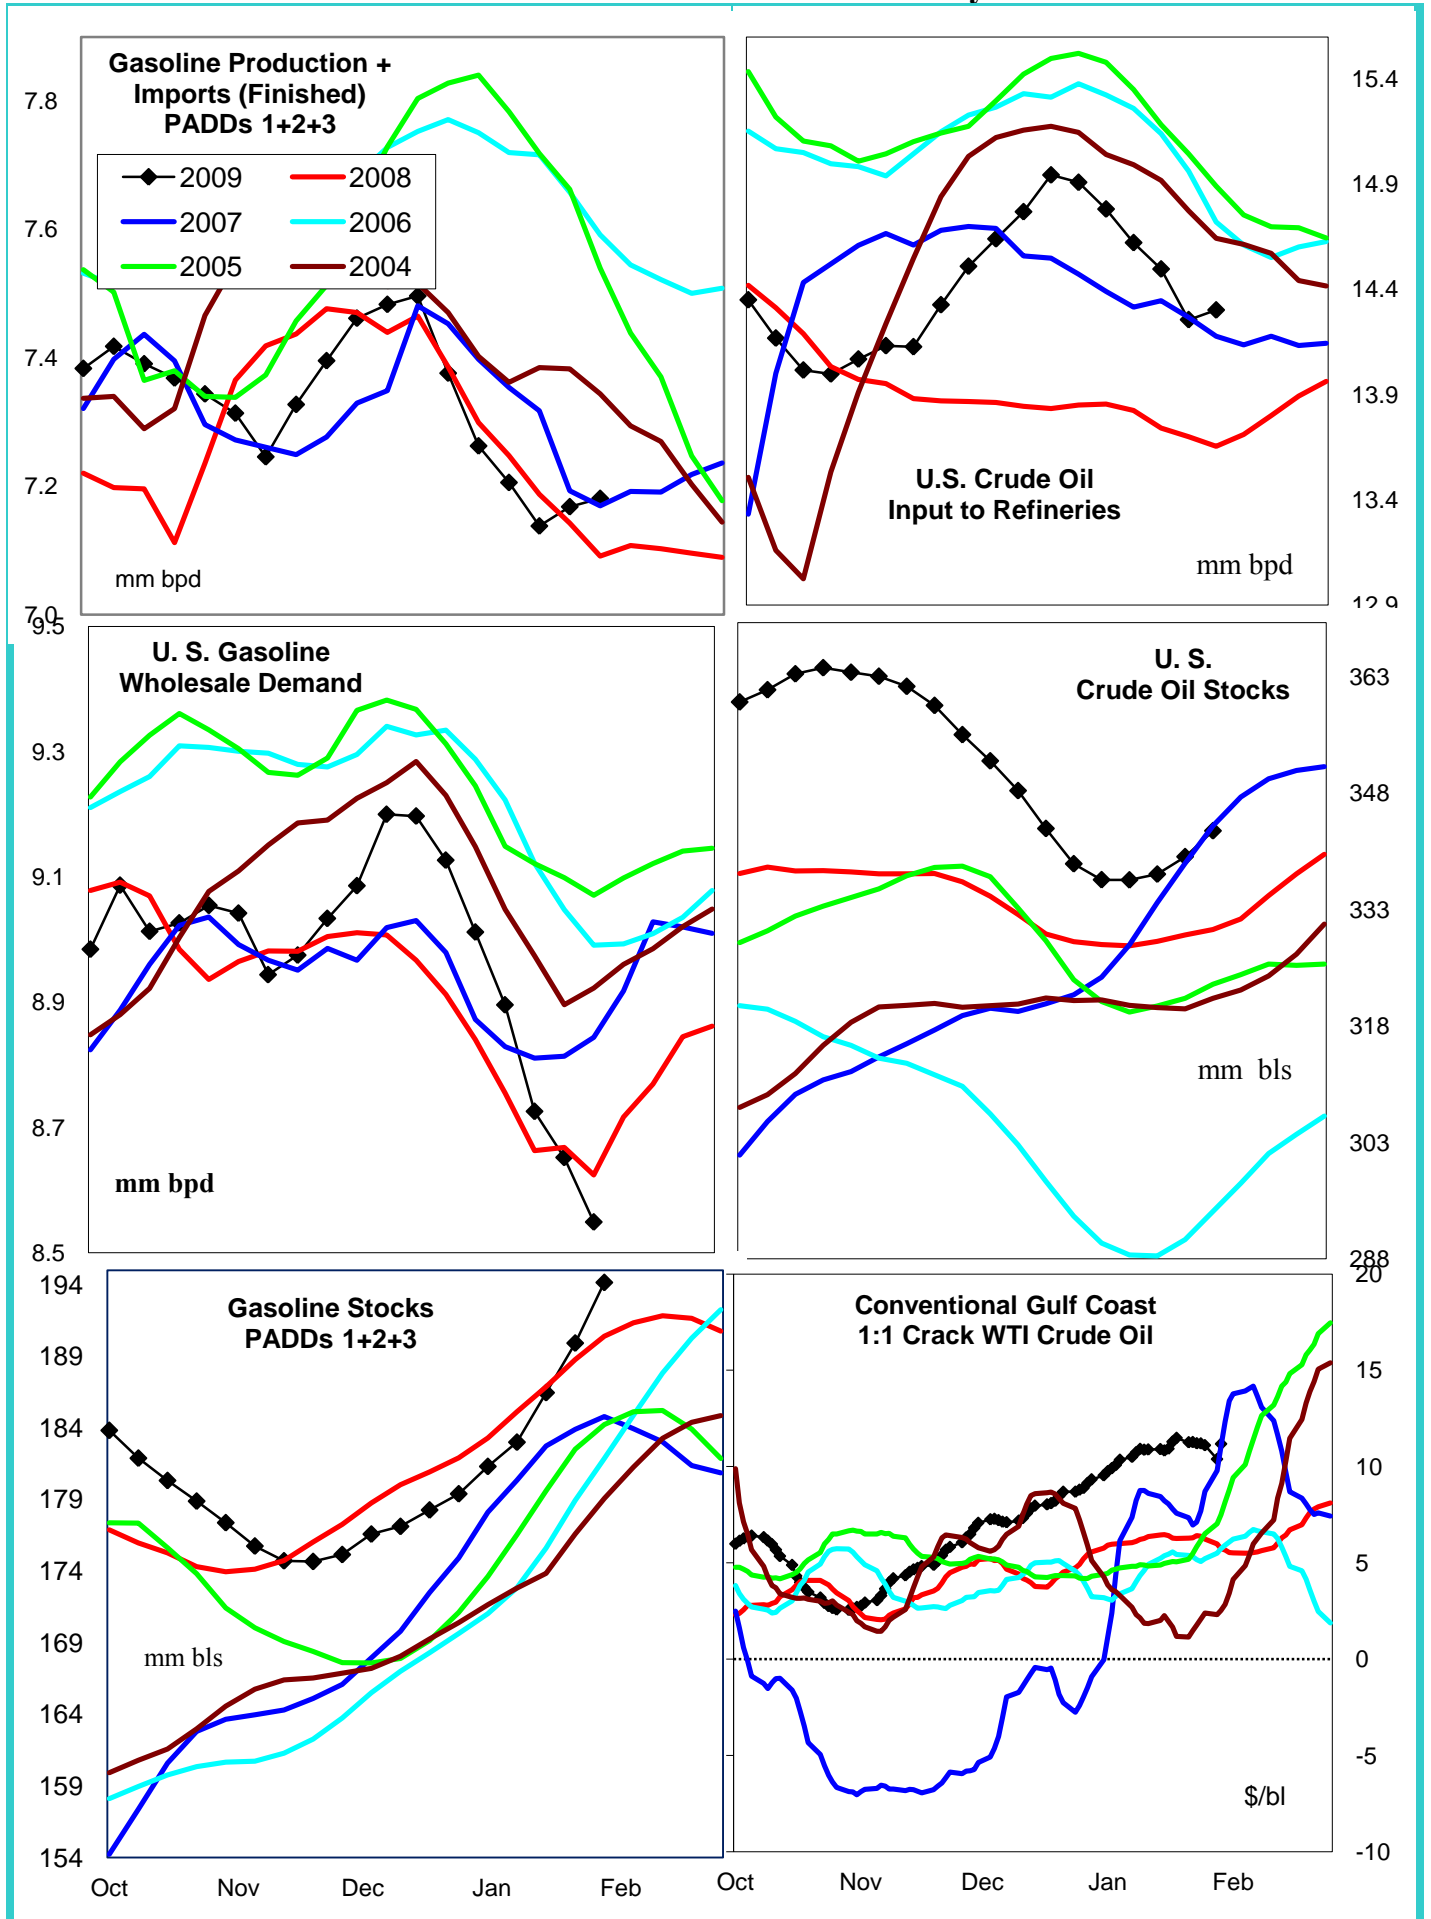 Gasoline Production +
Imports (Finished)
PADDs 1+2+3
7.8
7.6
7.4
7.2
7.0
2009
2008
2007
2006
2005
2004
mm bpd
15.4
14.9
14.4
13.9
13.4
12.9
U.S. Crude Oil
Input to Refineries
mm bpd
9.5
9.3
9.1
8.9
8.7
8.5
U. S. Gasoline
Wholesale Demand
mm bpd
U. S.
Crude Oil Stocks
363
348
333
318
303
288
mm bls
194
189
184
179
174
169
164
159
154
Gasoline Stocks
PADDs 1+2+3
mm bls
Oct Nov Dec Jan Feb
Conventional Gulf Coast
1:1 Crack WTI Crude Oil
20
15
10
5
0
-5
-10
$/bl
Oct Nov Dec Jan Feb